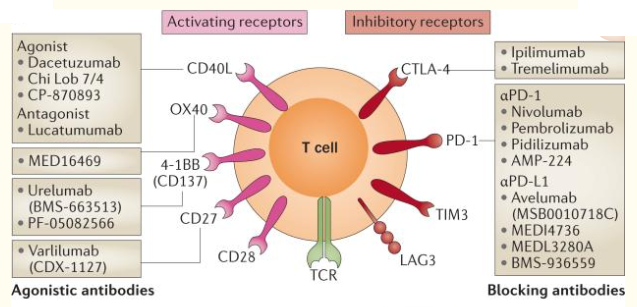 Activating receptors
Inhibitory receptors
Agonist
• Dacetuzumab
• Chi Lob 7/4
• CP-870893
Antagonist
• Lucatumumab
• MED16469
• Urelumab
(BMS-663513)
• PF-05082566
• Varlilumab
(CDX-1127)
Agonistic antibodies
CD40L
OX40
4-1BB
(CD137)
CD27
CD28
T cell
TCR
CTLA-4
PD-1
TIM3
LAG3
• Ipilimumab
• Tremelimumab
αPD-1
• Nivolumab
• Pembrolizumab
• Pidilizumab
• AMP-224
αPD-L1
• Avelumab
(MSB0010718C)
• MEDI4736
• MEDL3280A
• BMS-936559
Blocking antibodies